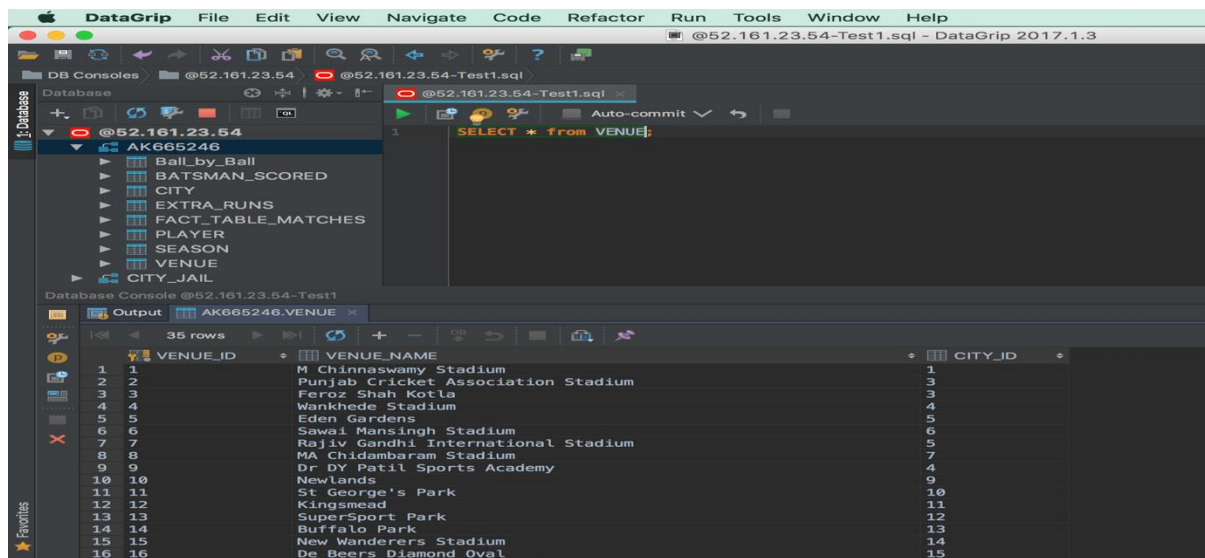 DataGrip File Edit View Navigate Code Refactor Run Tools Window Help
@52.161.23.54-Test1.sql - DataGrip 2017.1.3
DB Consoles @52.161.23.54 @52.161.23.54-Test1.sql
1: Database
Database
@52.161.23.54-Test1.sql
QL
Auto-commit
@52.161.23.54
1 SELECT * from VENUE;
AK665246
Ball_by_Ball
BATSMAN_SCORED
CITY
EXTRA_RUNS
FACT_TABLE_MATCHES
PLAYER
SEASON
VENUE
CITY_JAIL
Database Console @52.161.23.54-Test1
Output AK665246.VENUE
35 rows
VENUE_ID VENUE_NAME CITY_ID
1 1 M Chinnaswamy Stadium 1
2 2 Punjab Cricket Association Stadium 3
3 3 Feroz Shah Kotla 3
4 4 Wankhede Stadium 4
5 5 Eden Gardens 5
6 6 Sawai Mansingh Stadium 6
7 7 Rajiv Gandhi International Stadium 5
8 8 MA Chidambaram Stadium 7
9 9 Dr DY Patil Sports Academy 4
10 10 Newlands 9
11 11 St George's Park 10
12 12 Kingsmead 11
13 13 SuperSport Park 12
14 14 Buffalo Park 13
15 15 New Wanderers Stadium 14
16 16 De Beers Diamond Oval 15
Favorites